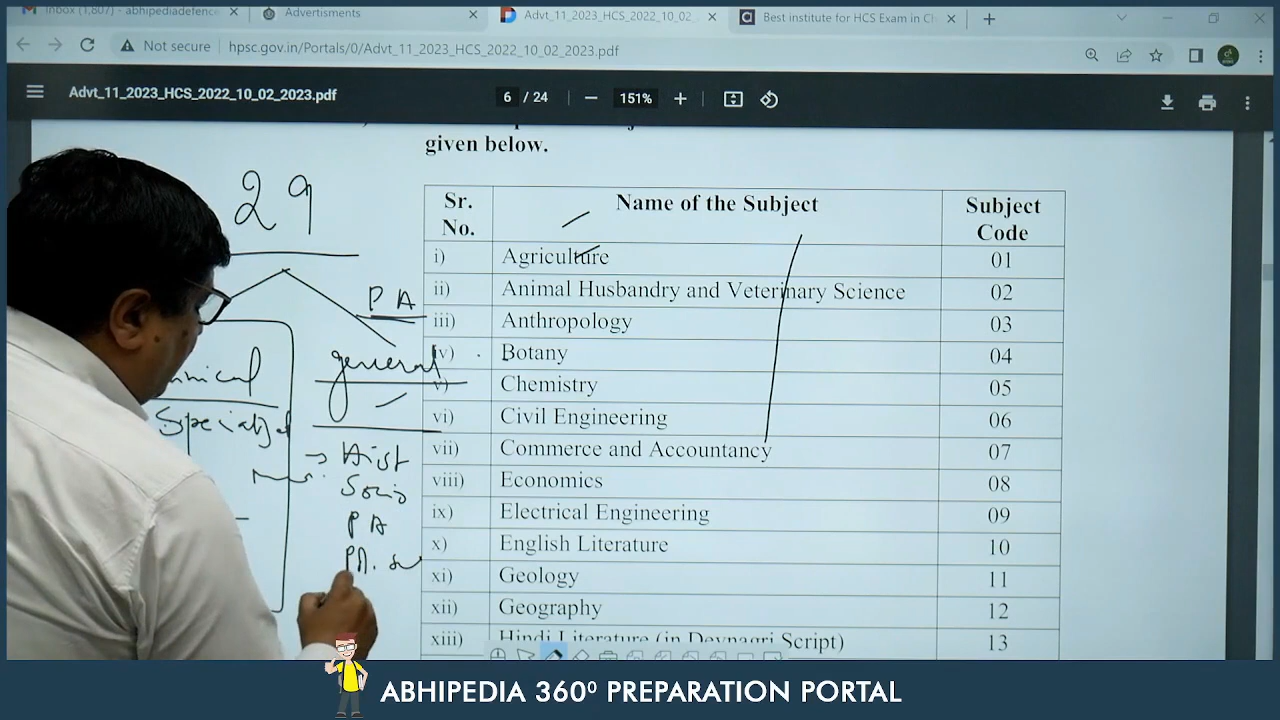 Inbox (1,807) - abhipediadefence
Advertisments
Advt_11_2023_HCS_2022_10_02
Best institute for HCS Exam in Ch
Not secure
hpsc.gov.in/Portals/0/Advt_11_2023_HCS_2022_10_02_2023.pdf
Advt_11_2023_HCS_2022_10_02_2023.pdf
6 / 24
151%
given below.
Sr. No. Name of the Subject Subject Code
i) Agriculture 01
ii) Animal Husbandry and Veterinary Science 02
iii) Anthropology 03
iv) Botany 04
v) Chemistry 05
vi) Civil Engineering 06
vii) Commerce and Accountancy 07
viii) Economics 08
ix) Electrical Engineering 09
x) English Literature 10
xi) Geology 11
xii) Geography 12
xiii) Hindi Literature (in Devnagri Script) 13
29
PA
general
Hist
Socio
PA
ABHIPEDIA 360⁰ PREPARATION PORTAL